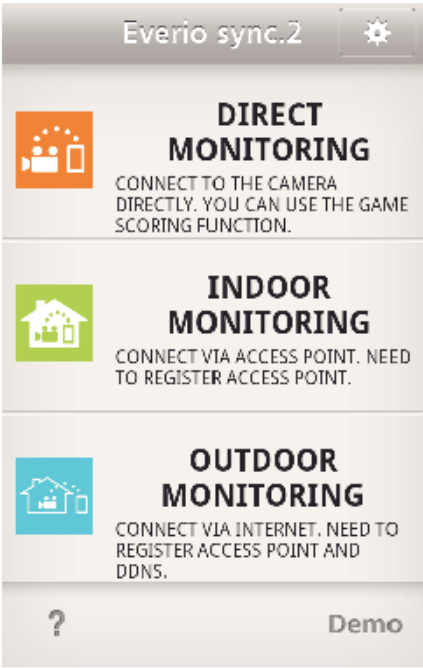 Everio sync.2
DIRECT
MONITORING
CONNECT TO THE CAMERA
DIRECTLY. YOU CAN USE THE GAME
SCORING FUNCTION.
INDOOR
MONITORING
CONNECT VIA ACCESS POINT. NEED
TO REGISTER ACCESS POINT.
OUTDOOR
MONITORING
CONNECT VIA INTERNET. NEED TO
REGISTER ACCESS POINT AND
DDNS.
? Demo